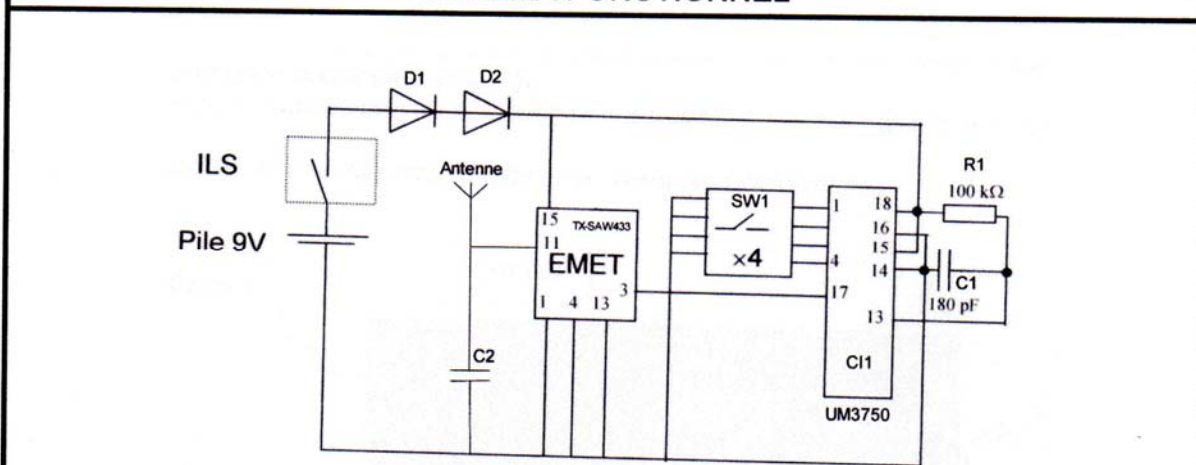 D1
D2
ILS
Pile 9V
Antenne
C2
15
TX-SAW433
11
EMET
3
1 4 13
SW1
×4
1
4
17
18
16
15
14
13
CI1
UM3750
R1
100 kΩ
C1
180 pF